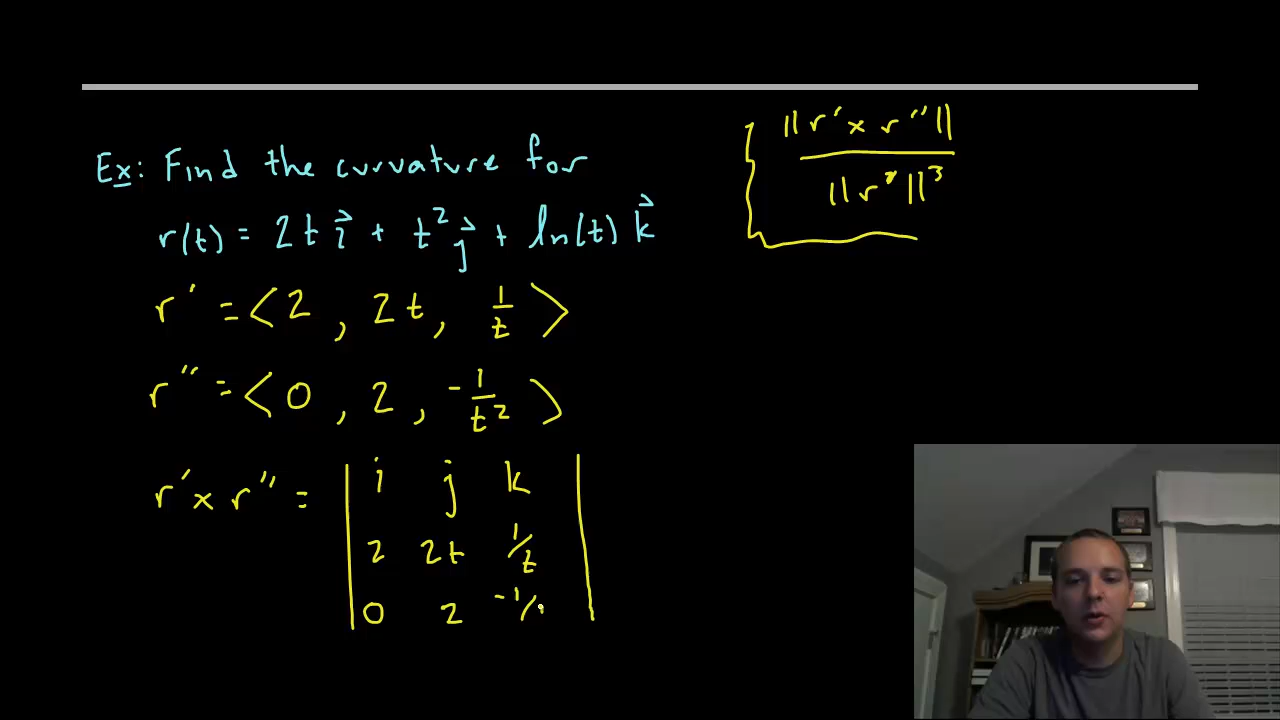 Ex: Find the curvature for
r(t) = 2t i⃗ + t² j⃗ + ln(t) k⃗
‖r′ × r″‖
‖r′‖³
r′ = <2, 2t, 1/t>
r″ = <0, 2, -1/t²>
r′ × r″ = | i j k |
2 2t 1/t
0 2 -1/